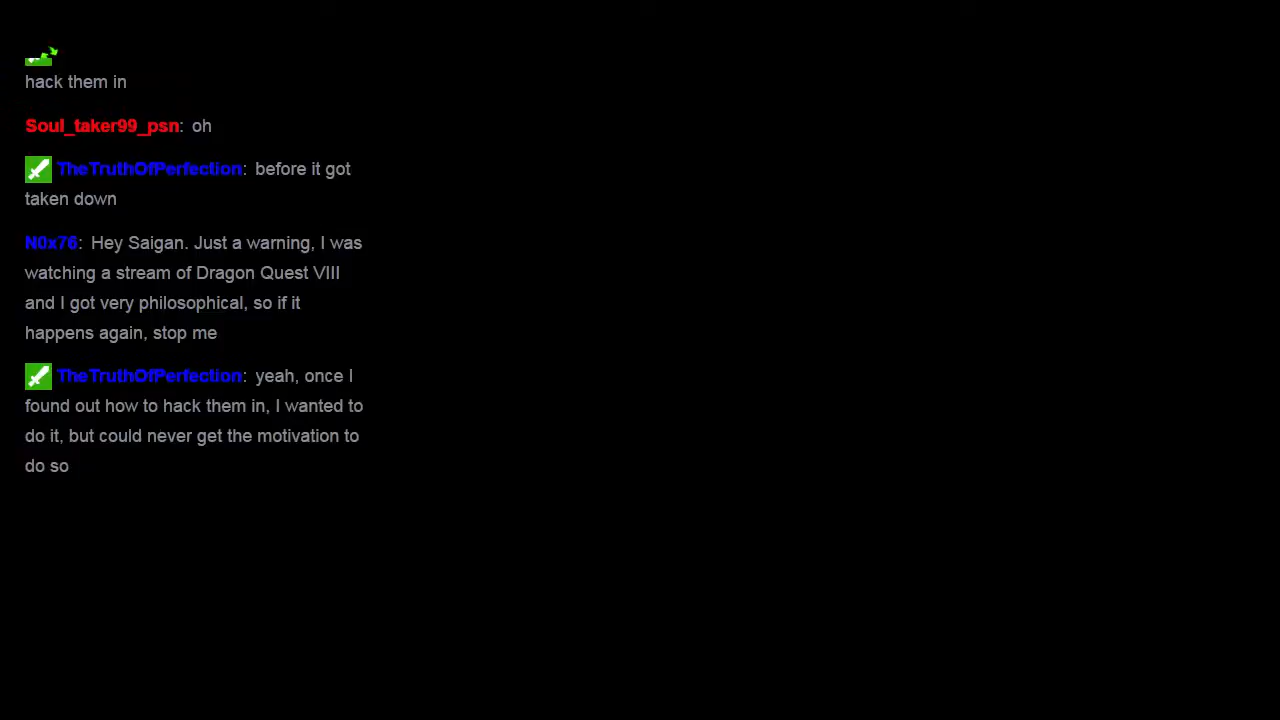 hack them in
Soul_taker99_psn: oh
TheTruthOfPerfection: before it got
taken down
N0x76: Hey Saigan. Just a warning, I was
watching a stream of Dragon Quest VIII
and I got very philosophical, so if it
happens again, stop me
TheTruthOfPerfection: yeah, once I
found out how to hack them in, I wanted to
do it, but could never get the motivation to
do so